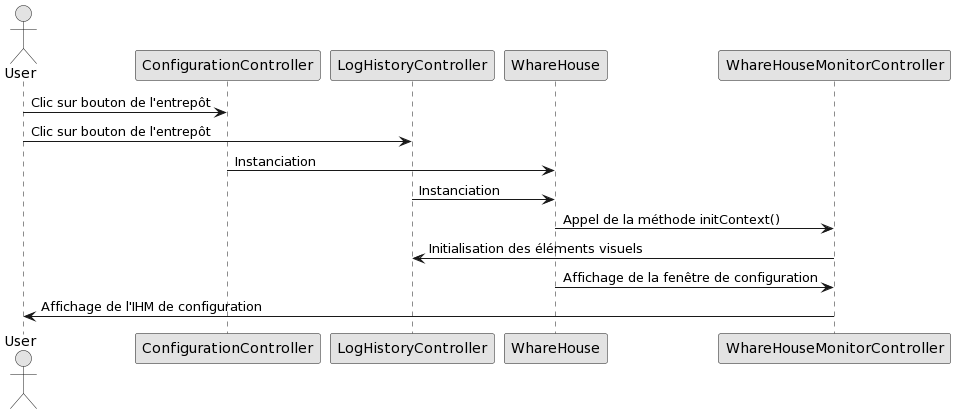 User
ConfigurationController
LogHistoryController
WhareHouse
WhareHouseMonitorController
Clic sur bouton de l'entrepôt
Clic sur bouton de l'entrepôt
Instanciation
Instanciation
Appel de la méthode initContext()
Initialisation des éléments visuels
Affichage de la fenêtre de configuration
Affichage de l'IHM de configuration
User
ConfigurationController
LogHistoryController
WhareHouse
WhareHouseMonitorController